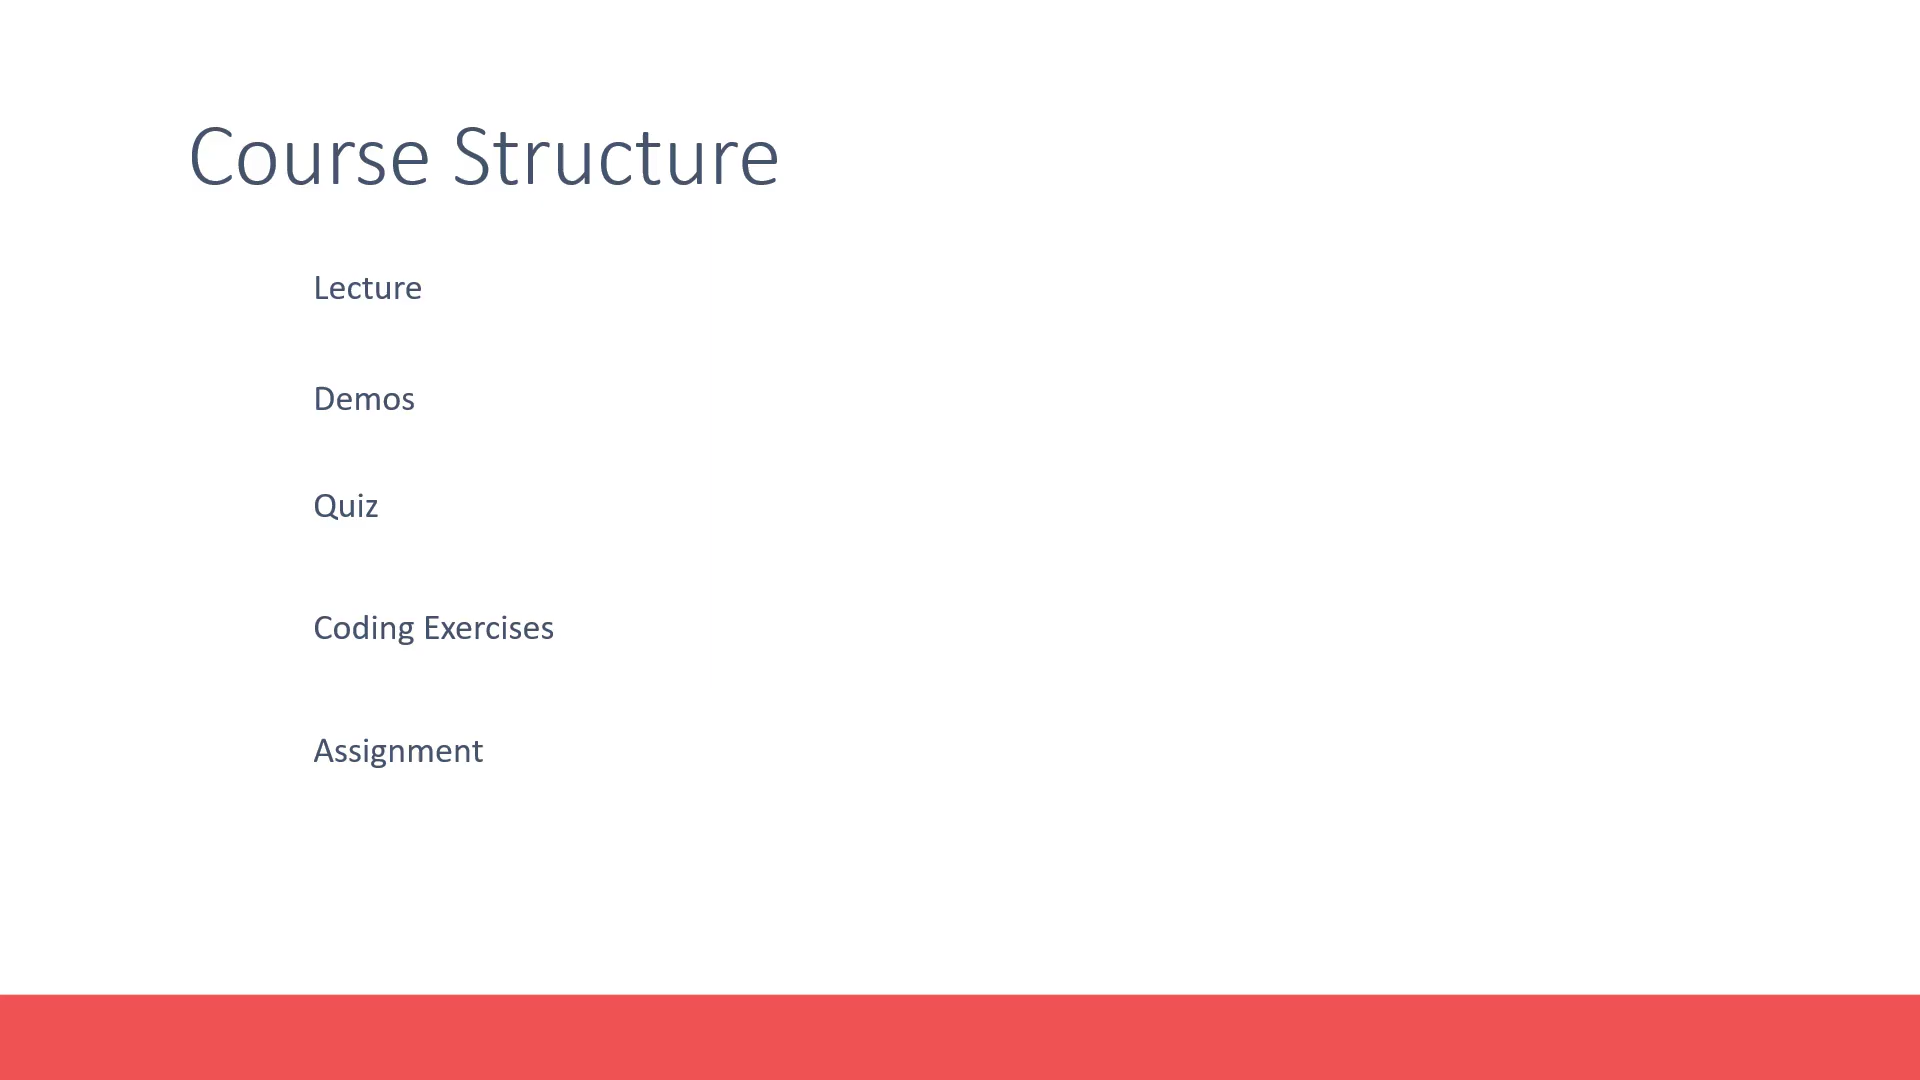 Course Structure
Lecture
Demos
Quiz
Coding Exercises
Assignment